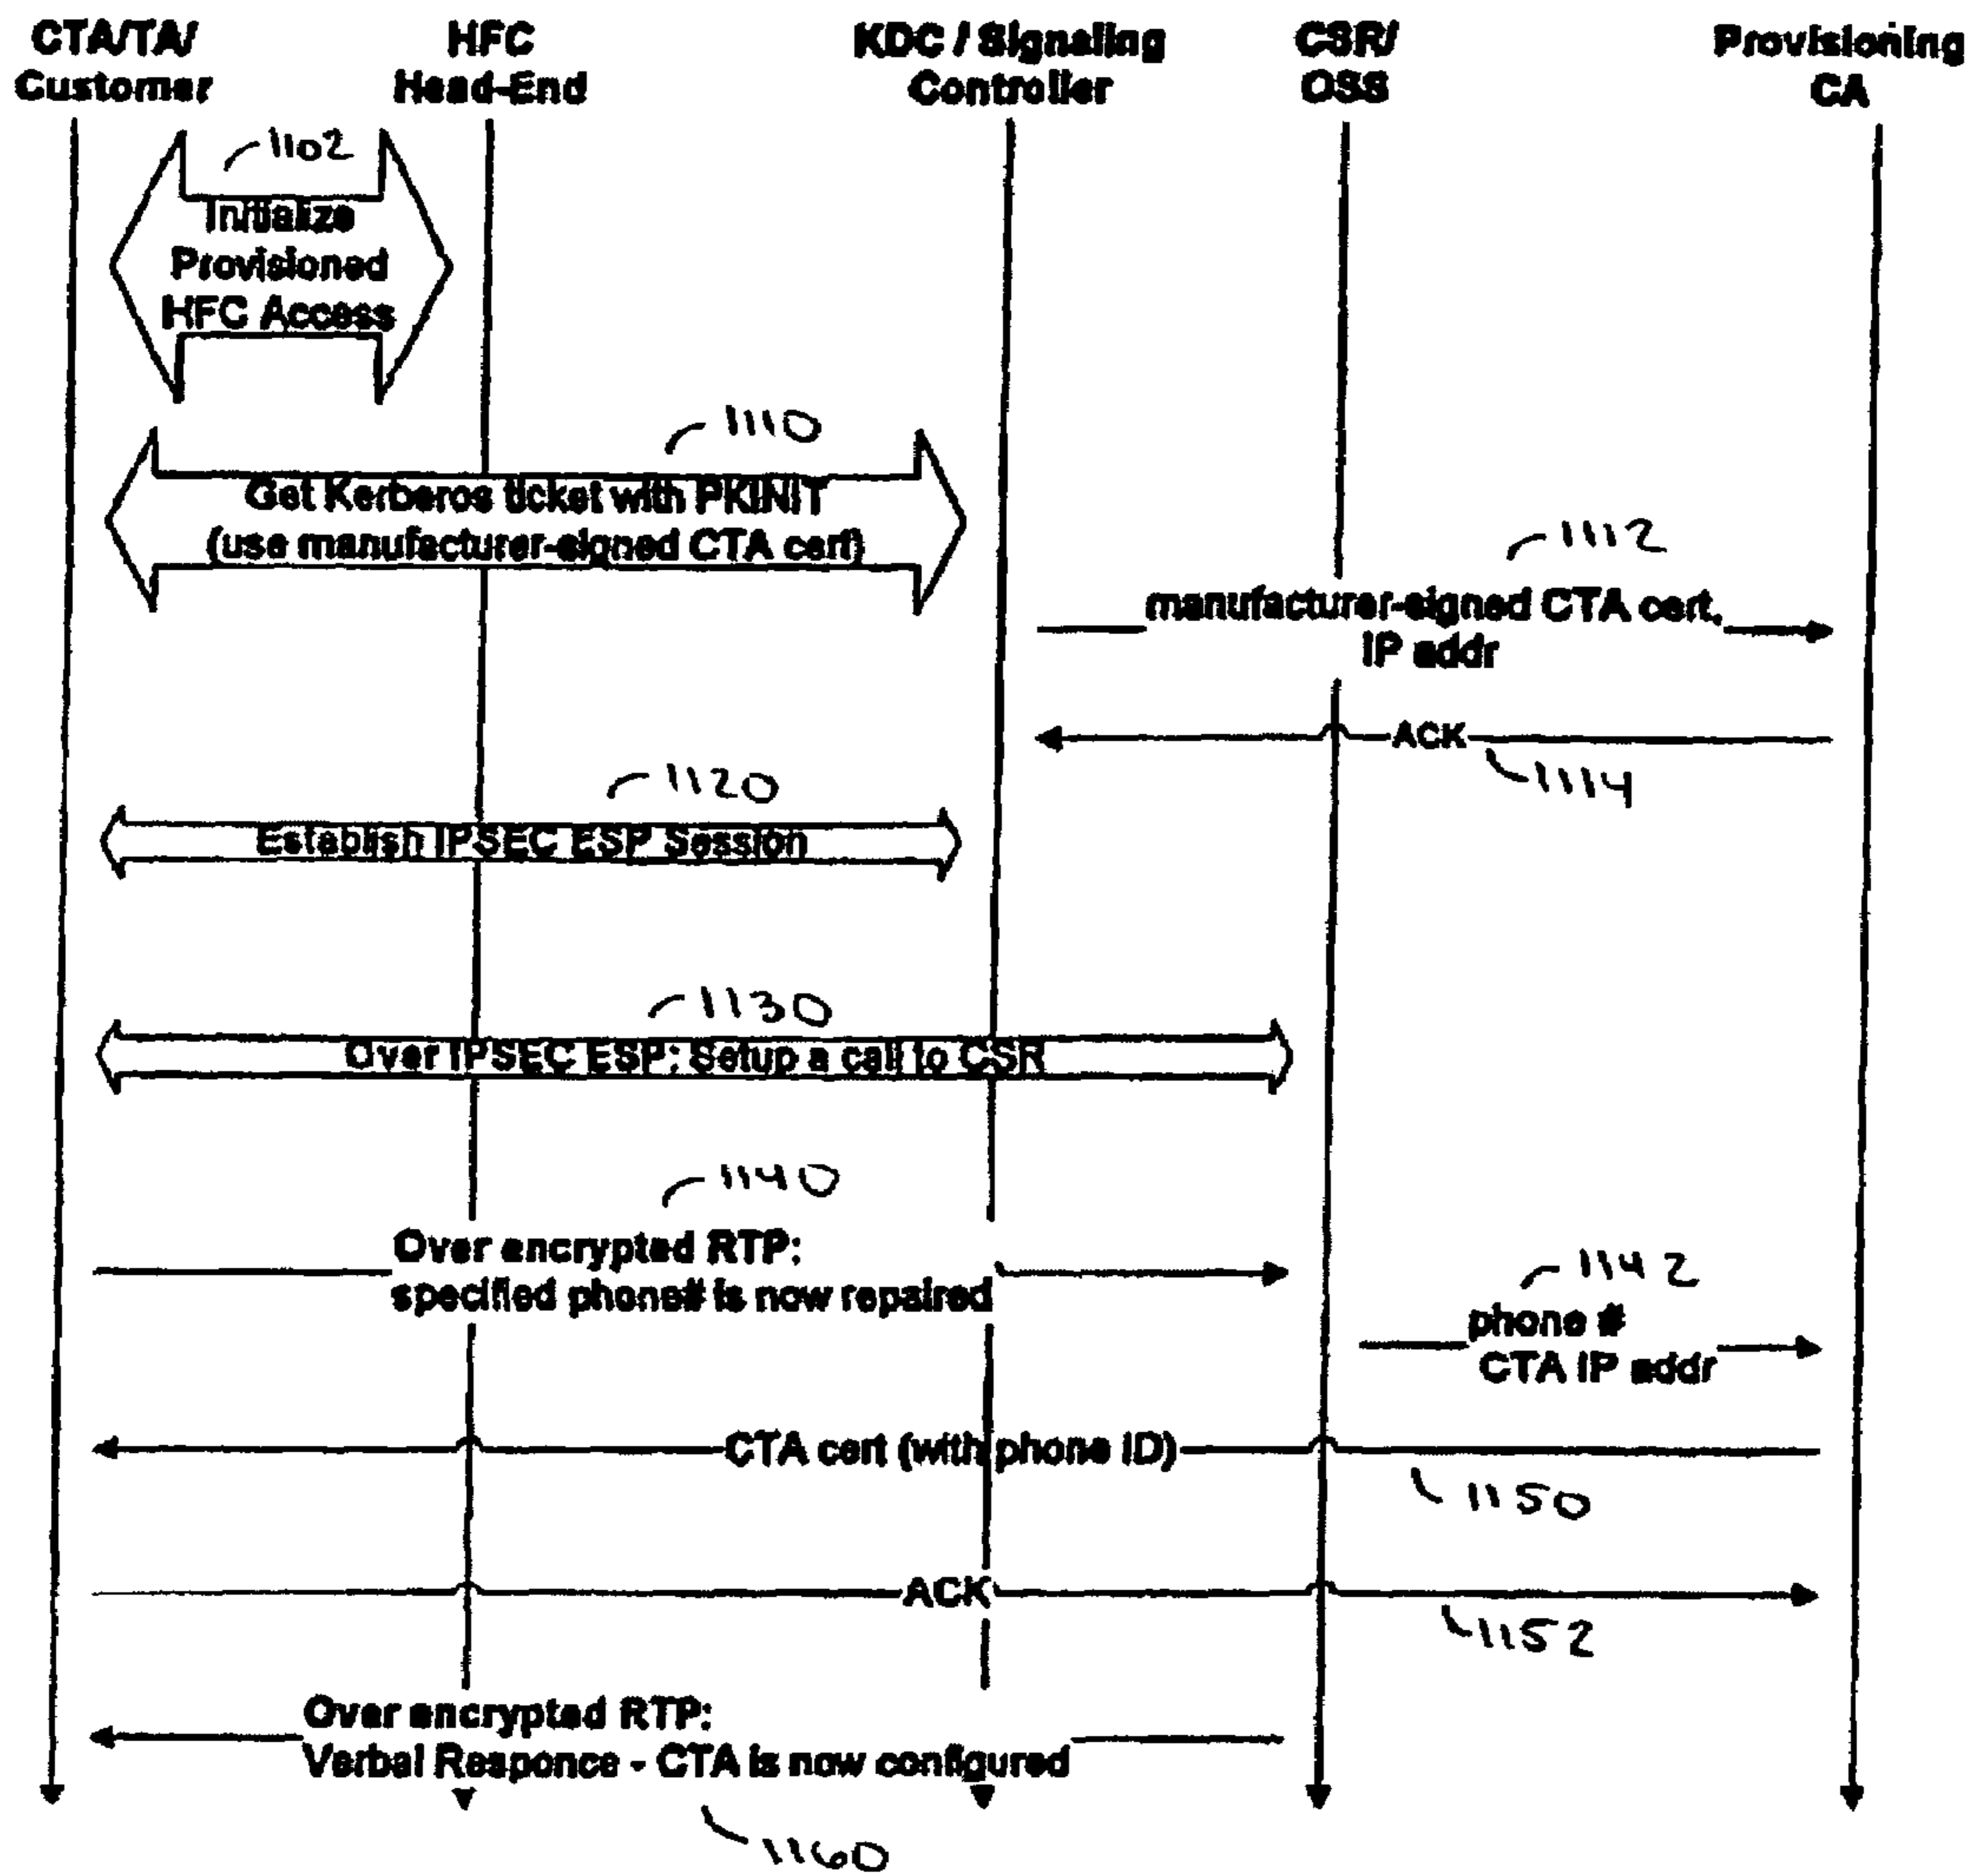 CTA/TA/
Customer
HFC
Head-End
KDC / Signaling
Controller
CSR/
OSS
Provisioning
CA
1102
Initialize
Provisioned
HFC Access
1110
Get Kerberos ticket with PKINIT
(use manufacturer-signed CTA cert)
1112
manufacturer-signed CTA cert,
IP addr
ACK
1114
1120
Establish IPSEC ESP Session
1130
Over IPSEC ESP: Setup a call to CSR
1140
Over encrypted RTP:
specified phone# is now repaired
1142
phone #
CTA IP addr
CTA cert (with phone ID)
1150
ACK
1152
Over encrypted RTP:
Verbal Responce - CTA is now configured
1160